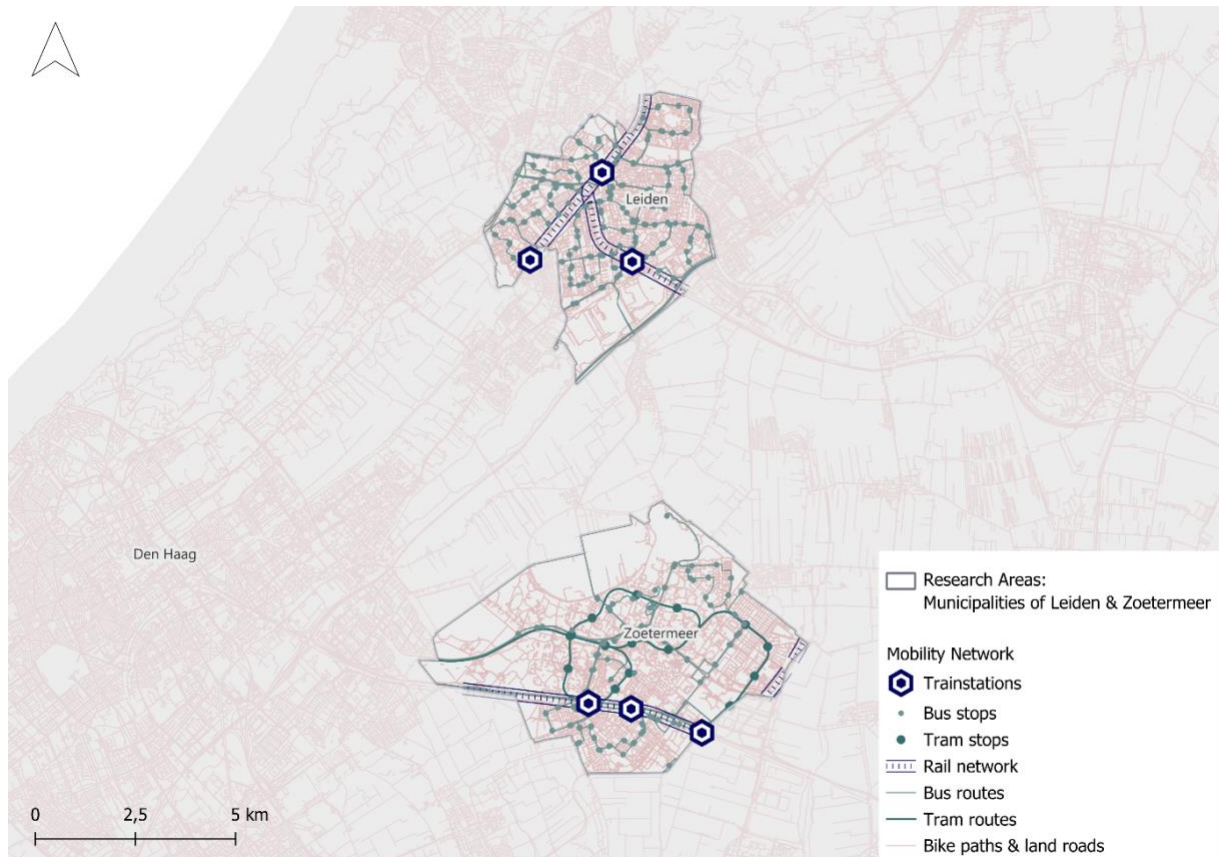 Leiden
Den Haag
Zoetermeer
Research Areas:
Municipalities of Leiden & Zoetermeer
Mobility Network
Trainstations
Bus stops
Tram stops
Rail network
Bus routes
Tram routes
Bike paths & land roads
0 2,5 5 km